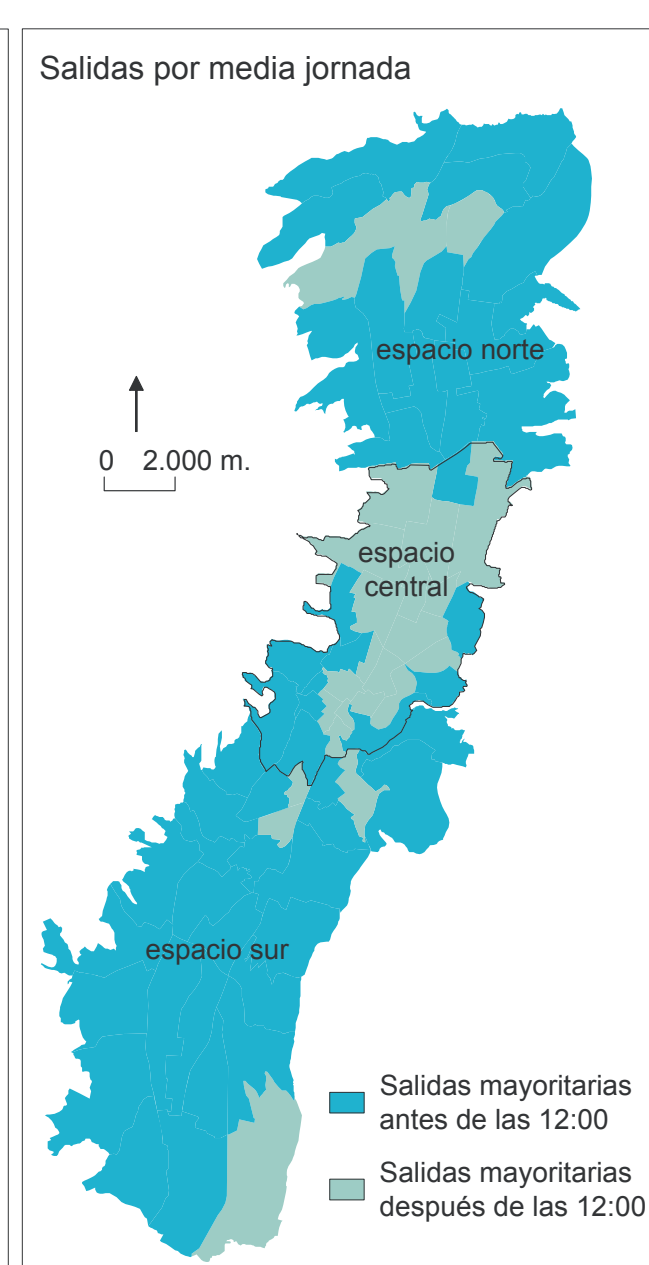 Salidas por media jornada
espacio norte
0 2.000 m.
espacio
central
espacio sur
Salidas mayoritarias
antes de las 12:00
Salidas mayoritarias
después de las 12:00